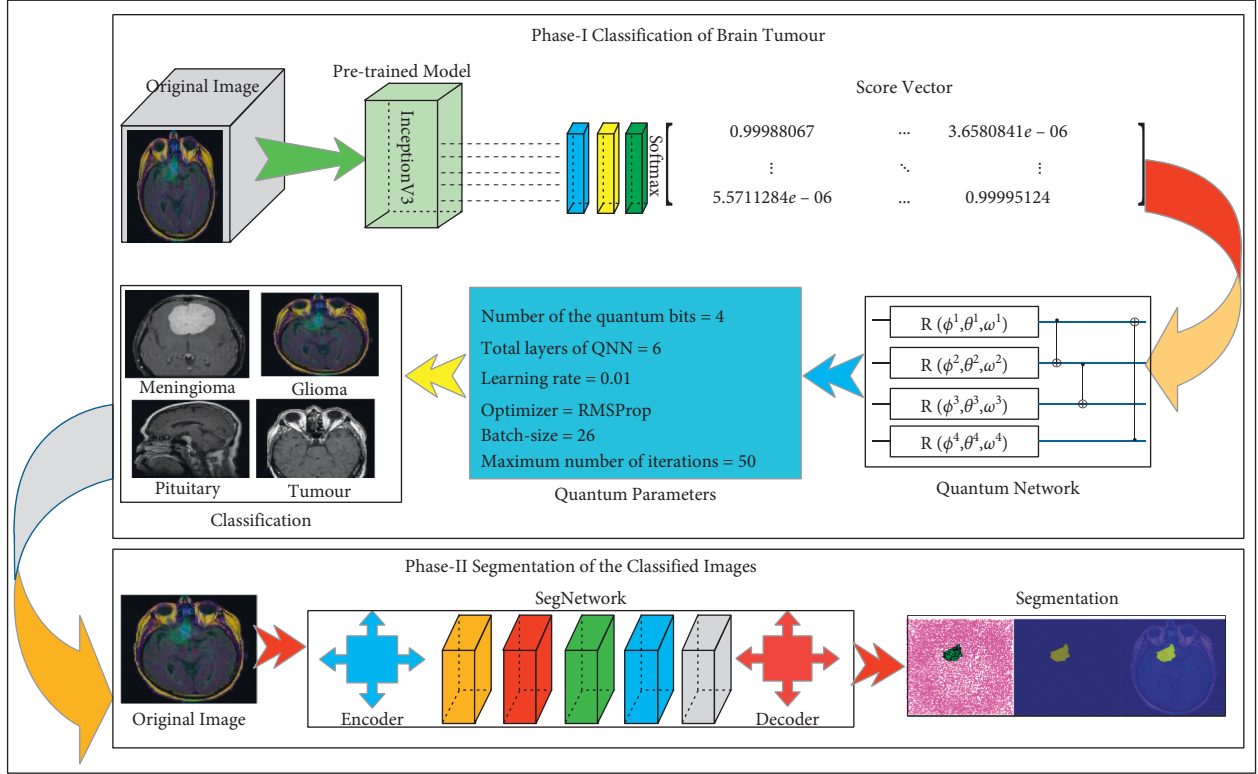 Phase-I Classification of Brain Tumour
Original Image
Pre-trained Model
InceptionV3
Softmax
Score Vector
0.99988067 ... 3.6580841e – 06
⋮ ⋱ ⋮
5.5711284e – 06 ... 0.99995124
Meningioma
Glioma
Pituitary
Tumour
Classification
Number of the quantum bits = 4
Total layers of QNN = 6
Learning rate = 0.01
Optimizer = RMSProp
Batch-size = 26
Maximum number of iterations = 50
Quantum Parameters
R (ϕ¹,θ¹,ω¹)
R (ϕ²,θ²,ω²)
R (ϕ³,θ³,ω³)
R (ϕ⁴,θ⁴,ω⁴)
Quantum Network
Phase-II Segmentation of the Classified Images
Original Image
SegNetwork
Encoder
Decoder
Segmentation